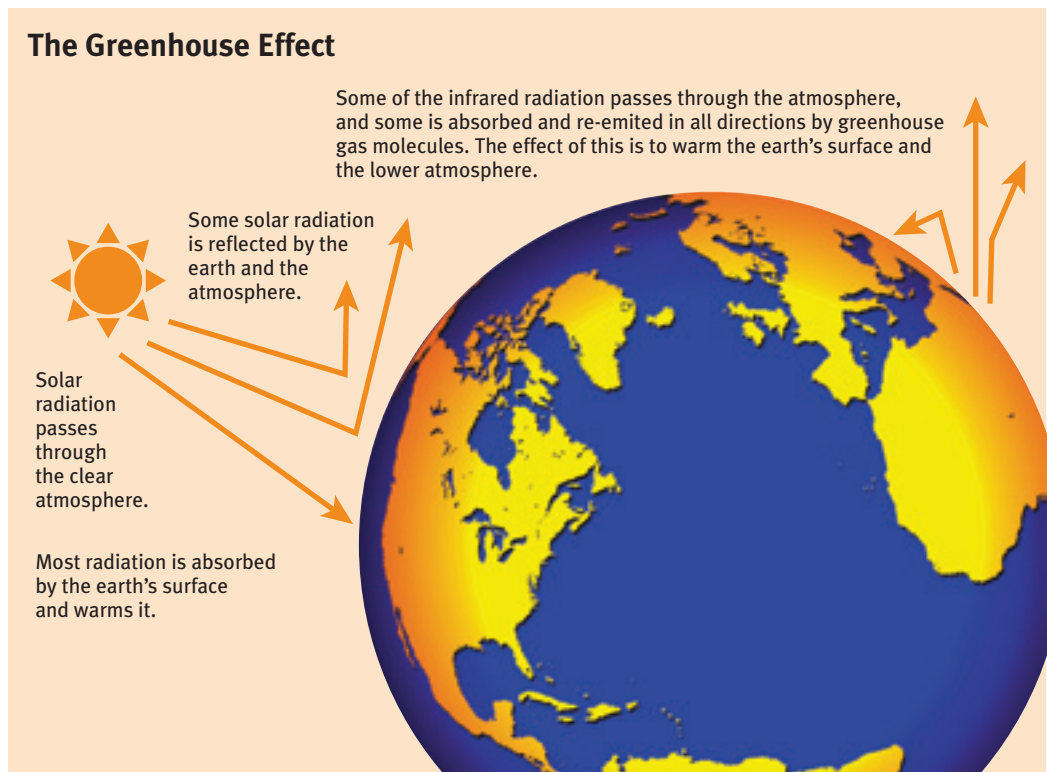 The Greenhouse Effect
Some of the infrared radiation passes through the atmosphere,
and some is absorbed and re-emited in all directions by greenhouse
gas molecules. The effect of this is to warm the earth’s surface and
the lower atmosphere.
Some solar radiation
is reflected by the
earth and the
atmosphere.
Solar
radiation
passes
through
the clear
atmosphere.
Most radiation is absorbed
by the earth’s surface
and warms it.